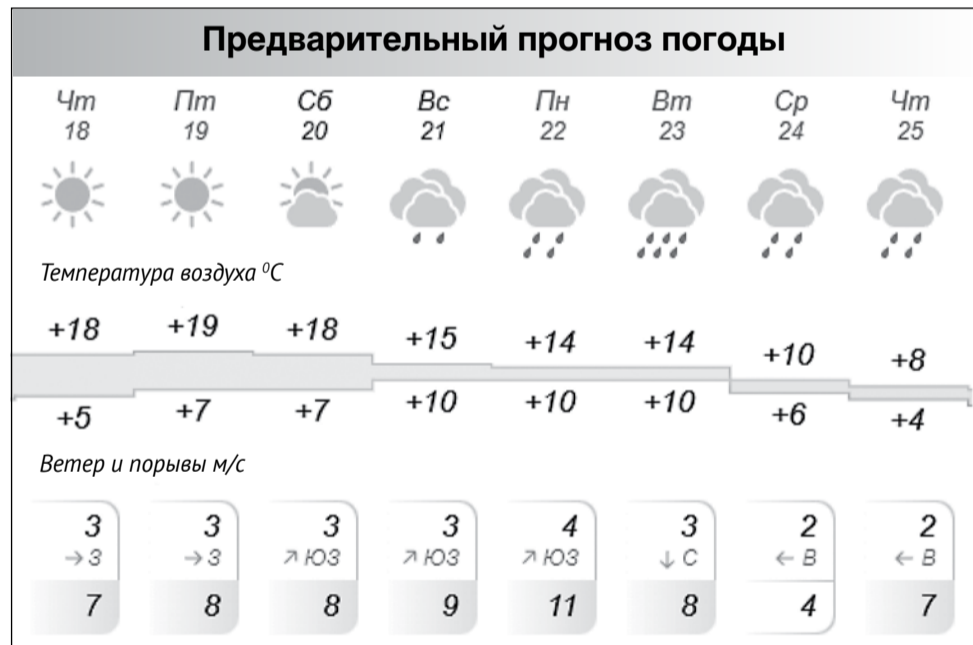 Предварительный прогноз погоды
Чт Пт Сб Вс Пн Вт Ср Чт
18 19 20 21 22 23 24 25
Температура воздуха ⁰С
+18 +19 +18 +15 +14 +14 +10 +8
+5 +7 +7 +10 +10 +10 +6 +4
Ветер и порывы м/с
3 3 3 3 4 3 2 2
→ З → З ↗ ЮЗ ↗ ЮЗ ↗ ЮЗ ↓ С ← В ← В
7 8 8 9 11 8 4 7